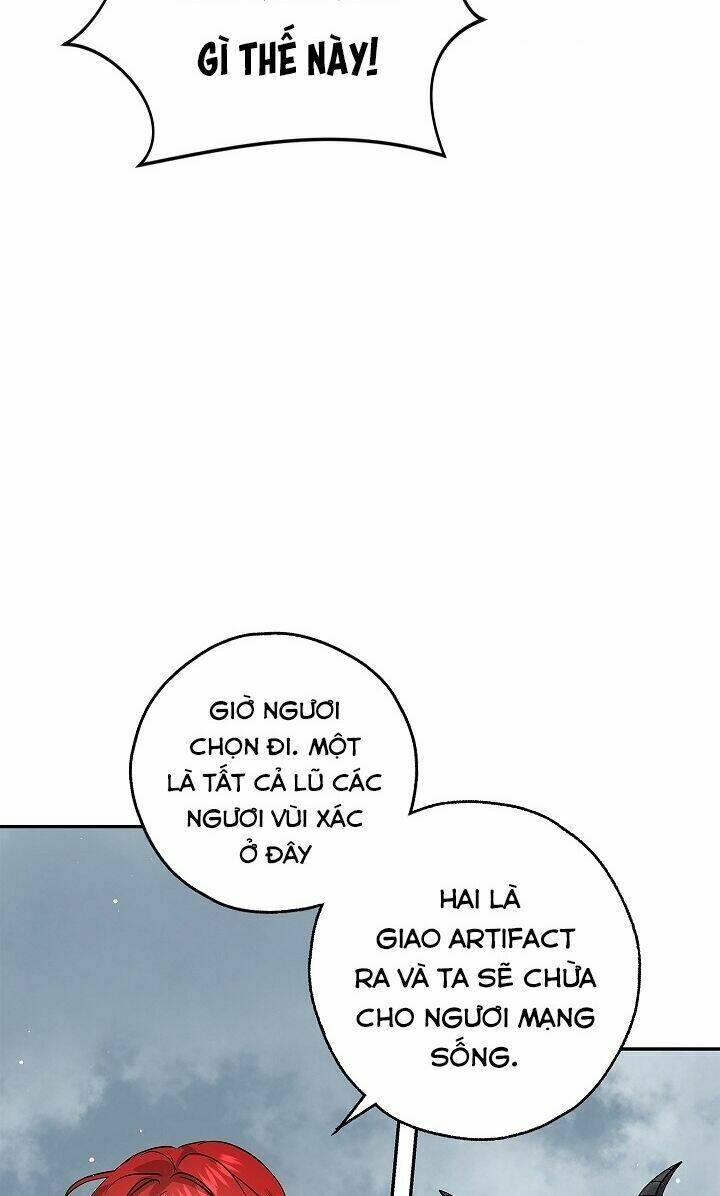 GÌ THẾ NÀY!
GIỜ NGƯƠI
CHỌN ĐI. MỘT
LÀ TẤT CẢ LŨ CÁC
NGƯƠI VÙI XÁC
Ở ĐÂY
HAI LÀ
GIAO ARTIFACT
RA VÀ TA SẼ CHỪA
CHO NGƯƠI MẠNG
SỐNG.